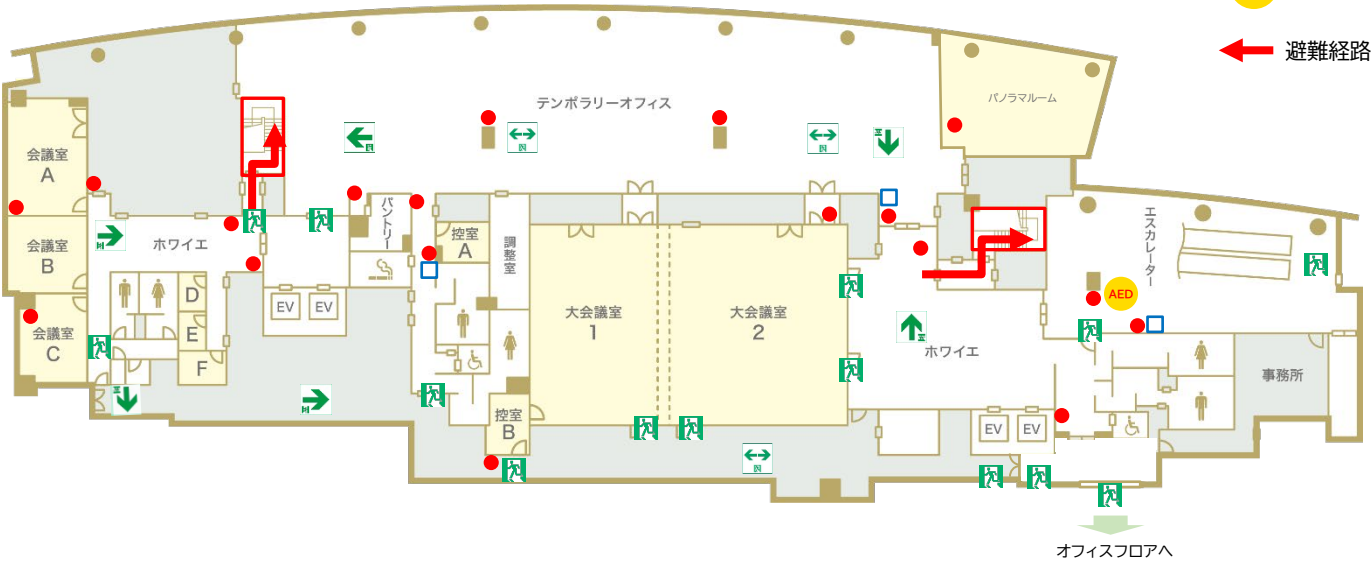 避難経路
テンポラリーオフィス
パノラマルーム
会議室
A
パントリー
エスカレーター
控室
A
調整室
ホワイエ
会議室
B
D
EV
EV
AED
大会議室
1
大会議室
2
会議室
C
E
ホワイエ
F
事務所
控室
B
EV
EV
オフィスフロアへ